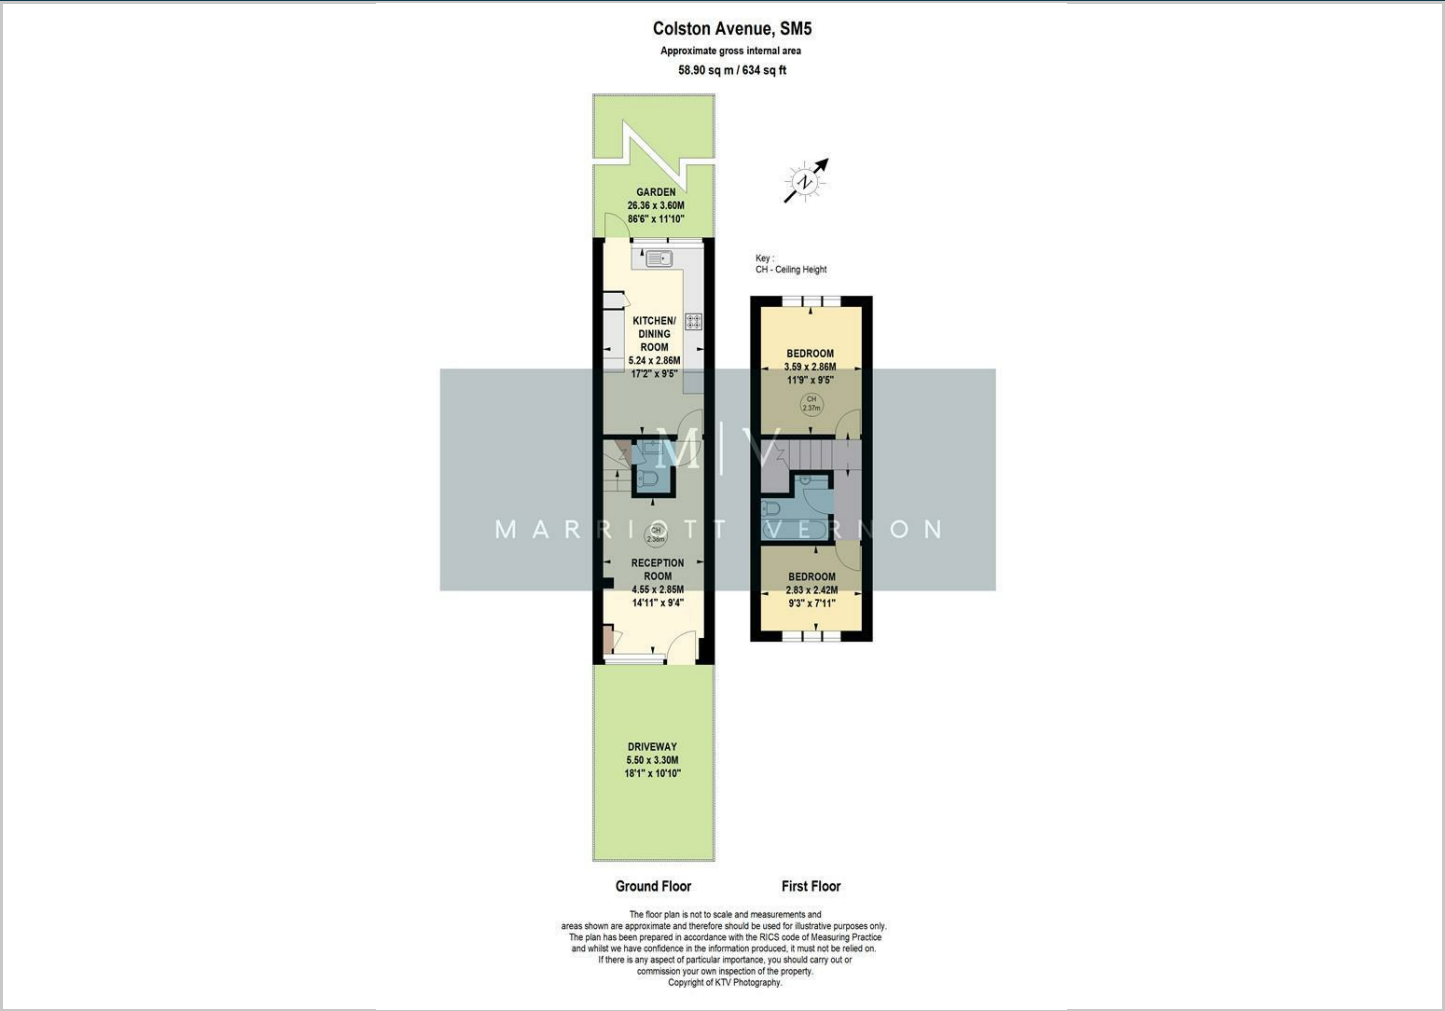 Colston Avenue, SM5
Approximate gross internal area
58.90 sq m / 634 sq ft
GARDEN
26.36 x 3.60M
86'6" x 11'10"
N
Key :
CH - Ceiling Height
KITCHEN/
DINING
ROOM
5.24 x 2.86M
17'2" x 9'5"
BEDROOM
3.59 x 2.86M
11'9" x 9'5"
CH
2.37m
M|V
MARRIOTT VERNON
CH
2.38m
RECEPTION
ROOM
4.55 x 2.85M
14'11" x 9'4"
BEDROOM
2.83 x 2.42M
9'3" x 7'11"
DRIVEWAY
5.50 x 3.30M
18'1" x 10'10"
Ground Floor
First Floor
The floor plan is not to scale and measurements and
areas shown are approximate and therefore should be used for illustrative purposes only.
The plan has been prepared in accordance with the RICS code of Measuring Practice
and whilst we have confidence in the information produced, it must not be relied on.
If there is any aspect of particular importance, you should carry out or
commission your own inspection of the property.
Copyright of KTV Photography.